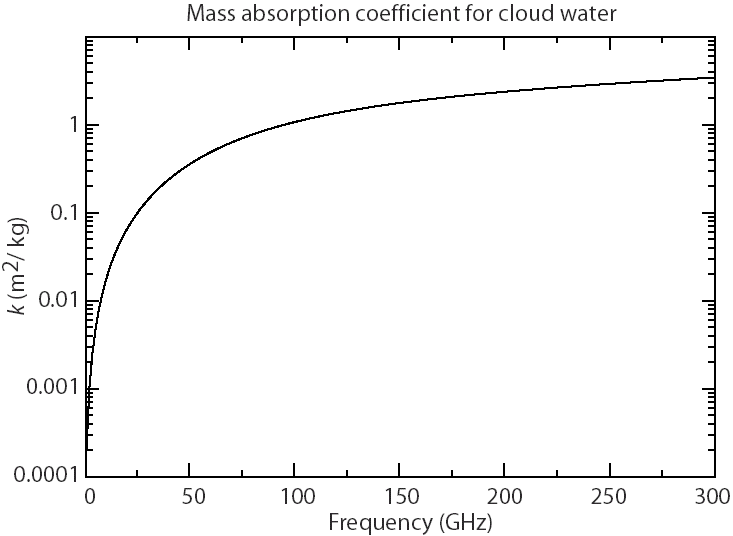 Mass absorption coefficient for cloud water
k (m2/ kg)
1
0.1
0.01
0.001
0.0001
0 50 100 150 200 250 300
Frequency (GHz)